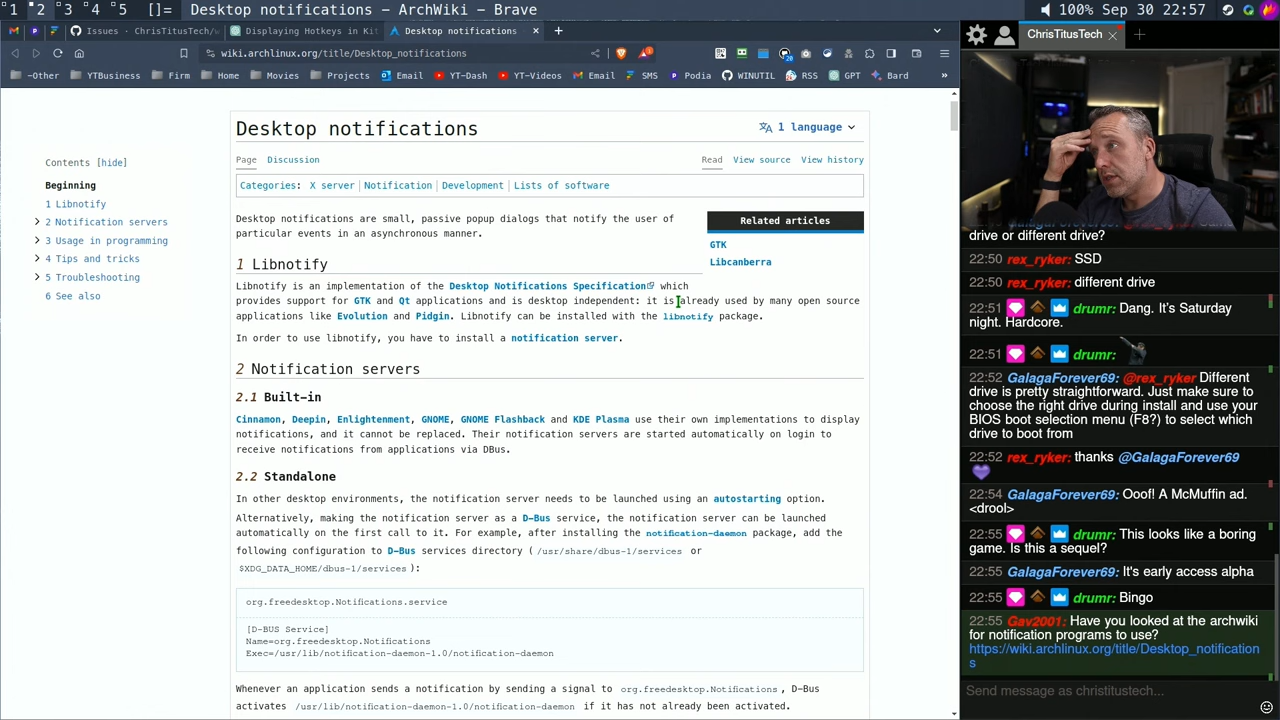 1 2 3 4 5 []= Desktop notifications - ArchWiki - Brave
100% Sep 30 22:57
Issues · ChrisTitusTech/w
Displaying Hotkeys in Kit
Desktop notifications
wiki.archlinux.org/title/Desktop_notifications
-Other YTBusiness Firm Home Movies Projects Email YT-Dash YT-Videos Email SMS Podia WINUTIL RSS GPT Bard »
Contents [hide]
Beginning
1 Libnotify
2 Notification servers
3 Usage in programming
4 Tips and tricks
5 Troubleshooting
6 See also
Desktop notifications
1 language
Page Discussion Read View source View history
Categories: X server | Notification | Development | Lists of software
Desktop notifications are small, passive popup dialogs that notify the user of
particular events in an asynchronous manner.
Related articles
GTK
Libcanberra
1 Libnotify
Libnotify is an implementation of the Desktop Notifications Specification which
provides support for GTK and Qt applications and is desktop independent: it is already used by many open source
applications like Evolution and Pidgin. Libnotify can be installed with the libnotify package.
In order to use libnotify, you have to install a notification server.
2 Notification servers
2.1 Built-in
Cinnamon, Deepin, Enlightenment, GNOME, GNOME Flashback and KDE Plasma use their own implementations to display
notifications, and it cannot be replaced. Their notification servers are started automatically on login to
receive notifications from applications via DBus.
2.2 Standalone
In other desktop environments, the notification server needs to be launched using an autostarting option.
Alternatively, making the notification server as a D-Bus service, the notification server can be launched
automatically on the first call to it. For example, after installing the notification-daemon package, add the
following configuration to D-Bus services directory ( /usr/share/dbus-1/services or
$XDG_DATA_HOME/dbus-1/services ):
org.freedesktop.Notifications.service
[D-BUS Service]
Name=org.freedesktop.Notifications
Exec=/usr/lib/notification-daemon-1.0/notification-daemon
Whenever an application sends a notification by sending a signal to org.freedesktop.Notifications , D-Bus
activates /usr/lib/notification-daemon-1.0/notification-daemon if it has not already been activated.
ChrisTitusTech
drive or different drive?
22:50 rex_ryker: SSD
22:50 rex_ryker: different drive
22:51 drumr: Dang. It's Saturday
night. Hardcore.
22:51 drumr:
22:52 GalagaForever69: @rex_ryker Different
drive is pretty straightforward. Just make sure to
choose the right drive during install and use your
BIOS boot selection menu (F8?) to select which
drive to boot from
22:52 rex_ryker: thanks @GalagaForever69
22:54 GalagaForever69: Ooof! A McMuffin ad.
<drool>
22:55 drumr: This looks like a boring
game. Is this a sequel?
22:55 GalagaForever69: It's early access alpha
22:55 drumr: Bingo
22:55 Gav2001: Have you looked at the archwiki
for notification programs to use?
https://wiki.archlinux.org/title/Desktop_notification
s
Send message as christitustech...